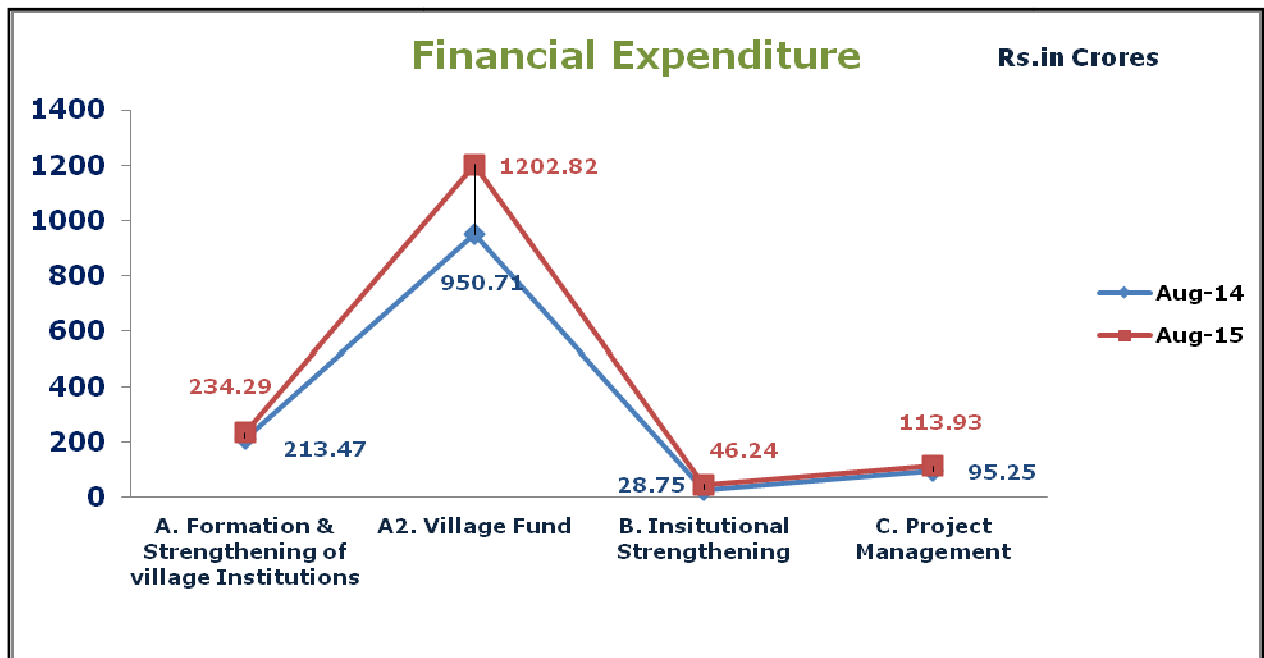 Financial Expenditure
Rs.in Crores
1400
1200
1000
800
600
400
200
0
1202.82
950.71
234.29
213.47
46.24
28.75
113.93
95.25
A. Formation &
Strengthening of
village Institutions
A2. Village Fund
B. Insitutional
Strengthening
C. Project
Management
Aug-14
Aug-15